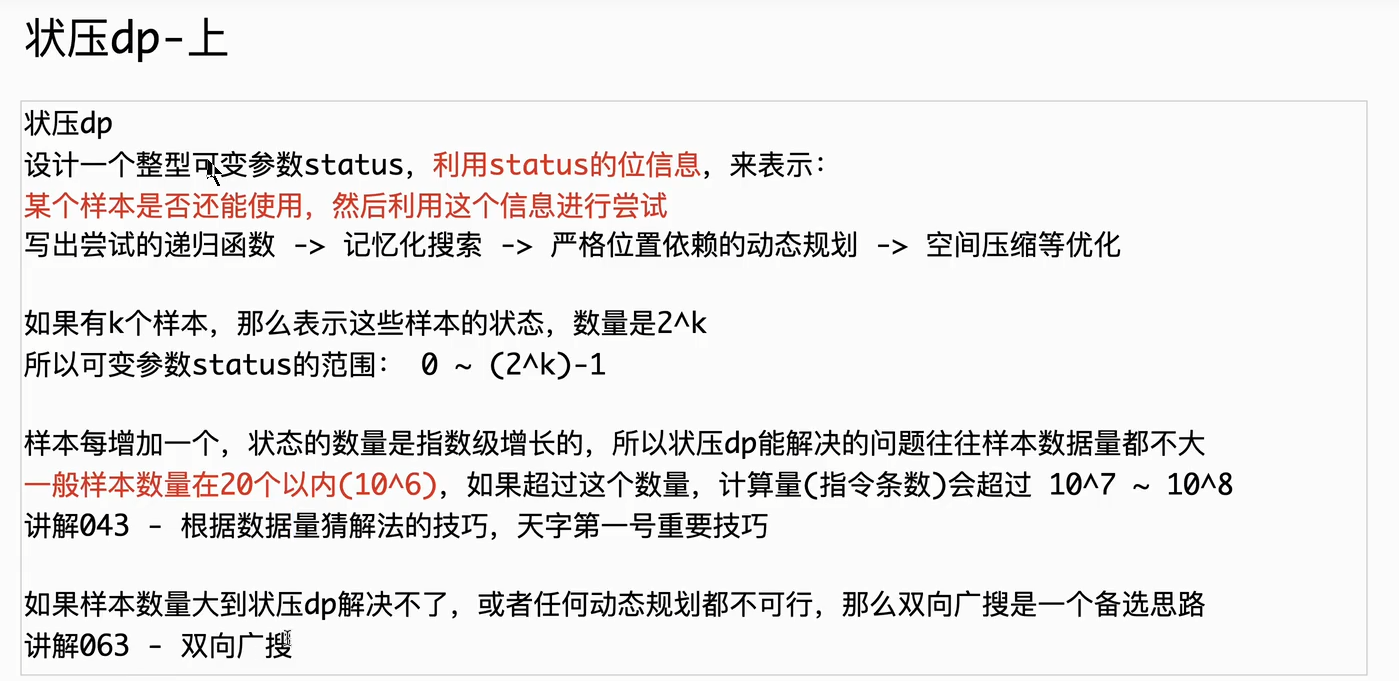 状压dp-上
状压dp
设计一个整型可变参数status，利用status的位信息，来表示：
某个样本是否还能使用，然后利用这个信息进行尝试
写出尝试的递归函数 -> 记忆化搜索 -> 严格位置依赖的动态规划 -> 空间压缩等优化
如果有k个样本，那么表示这些样本的状态，数量是2^k
所以可变参数status的范围： 0 ~ (2^k)-1
样本每增加一个，状态的数量是指数级增长的，所以状压dp能解决的问题往往样本数据量都不大
一般样本数量在20个以内(10^6)，如果超过这个数量，计算量(指令条数)会超过 10^7 ~ 10^8
讲解043 - 根据数据量猜解法的技巧，天字第一号重要技巧
如果样本数量大到状压dp解决不了，或者任何动态规划都不可行，那么双向广搜是一个备选思路
讲解063 - 双向广搜